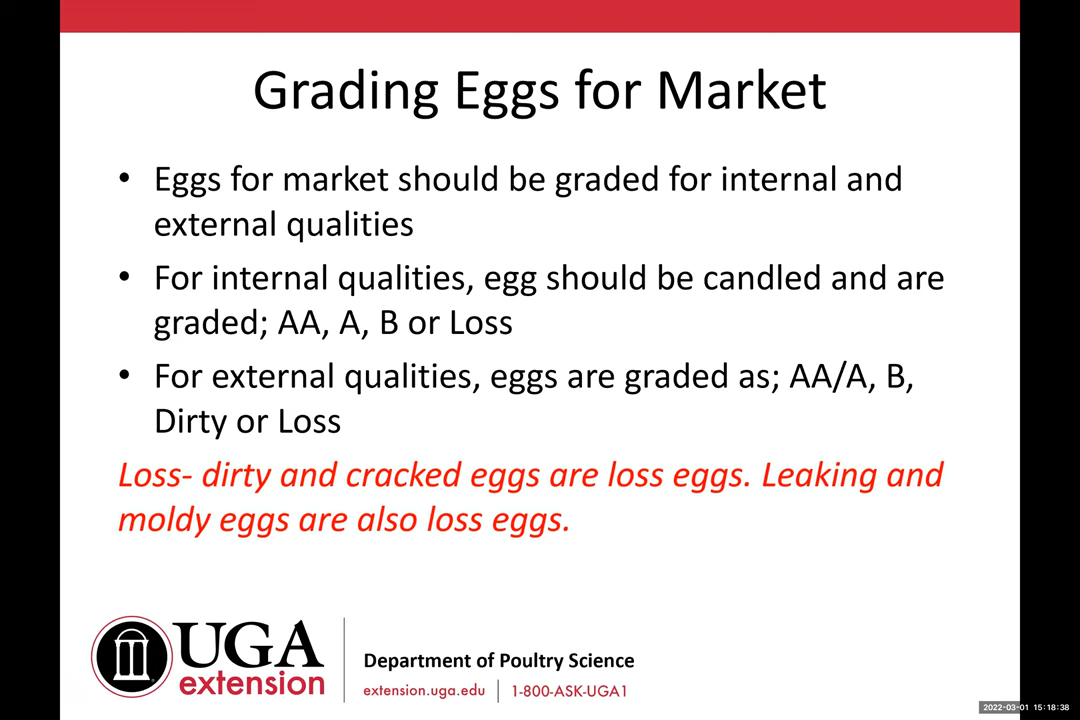 Grading Eggs for Market
• Eggs for market should be graded for internal and
external qualities
• For internal qualities, egg should be candled and are
graded; AA, A, B or Loss
• For external qualities, eggs are graded as; AA/A, B,
Dirty or Loss
Loss- dirty and cracked eggs are loss eggs. Leaking and
moldy eggs are also loss eggs.
UGA
extension
Department of Poultry Science
extension.uga.edu | 1-800-ASK-UGA1
2022-03-01 15:18:38